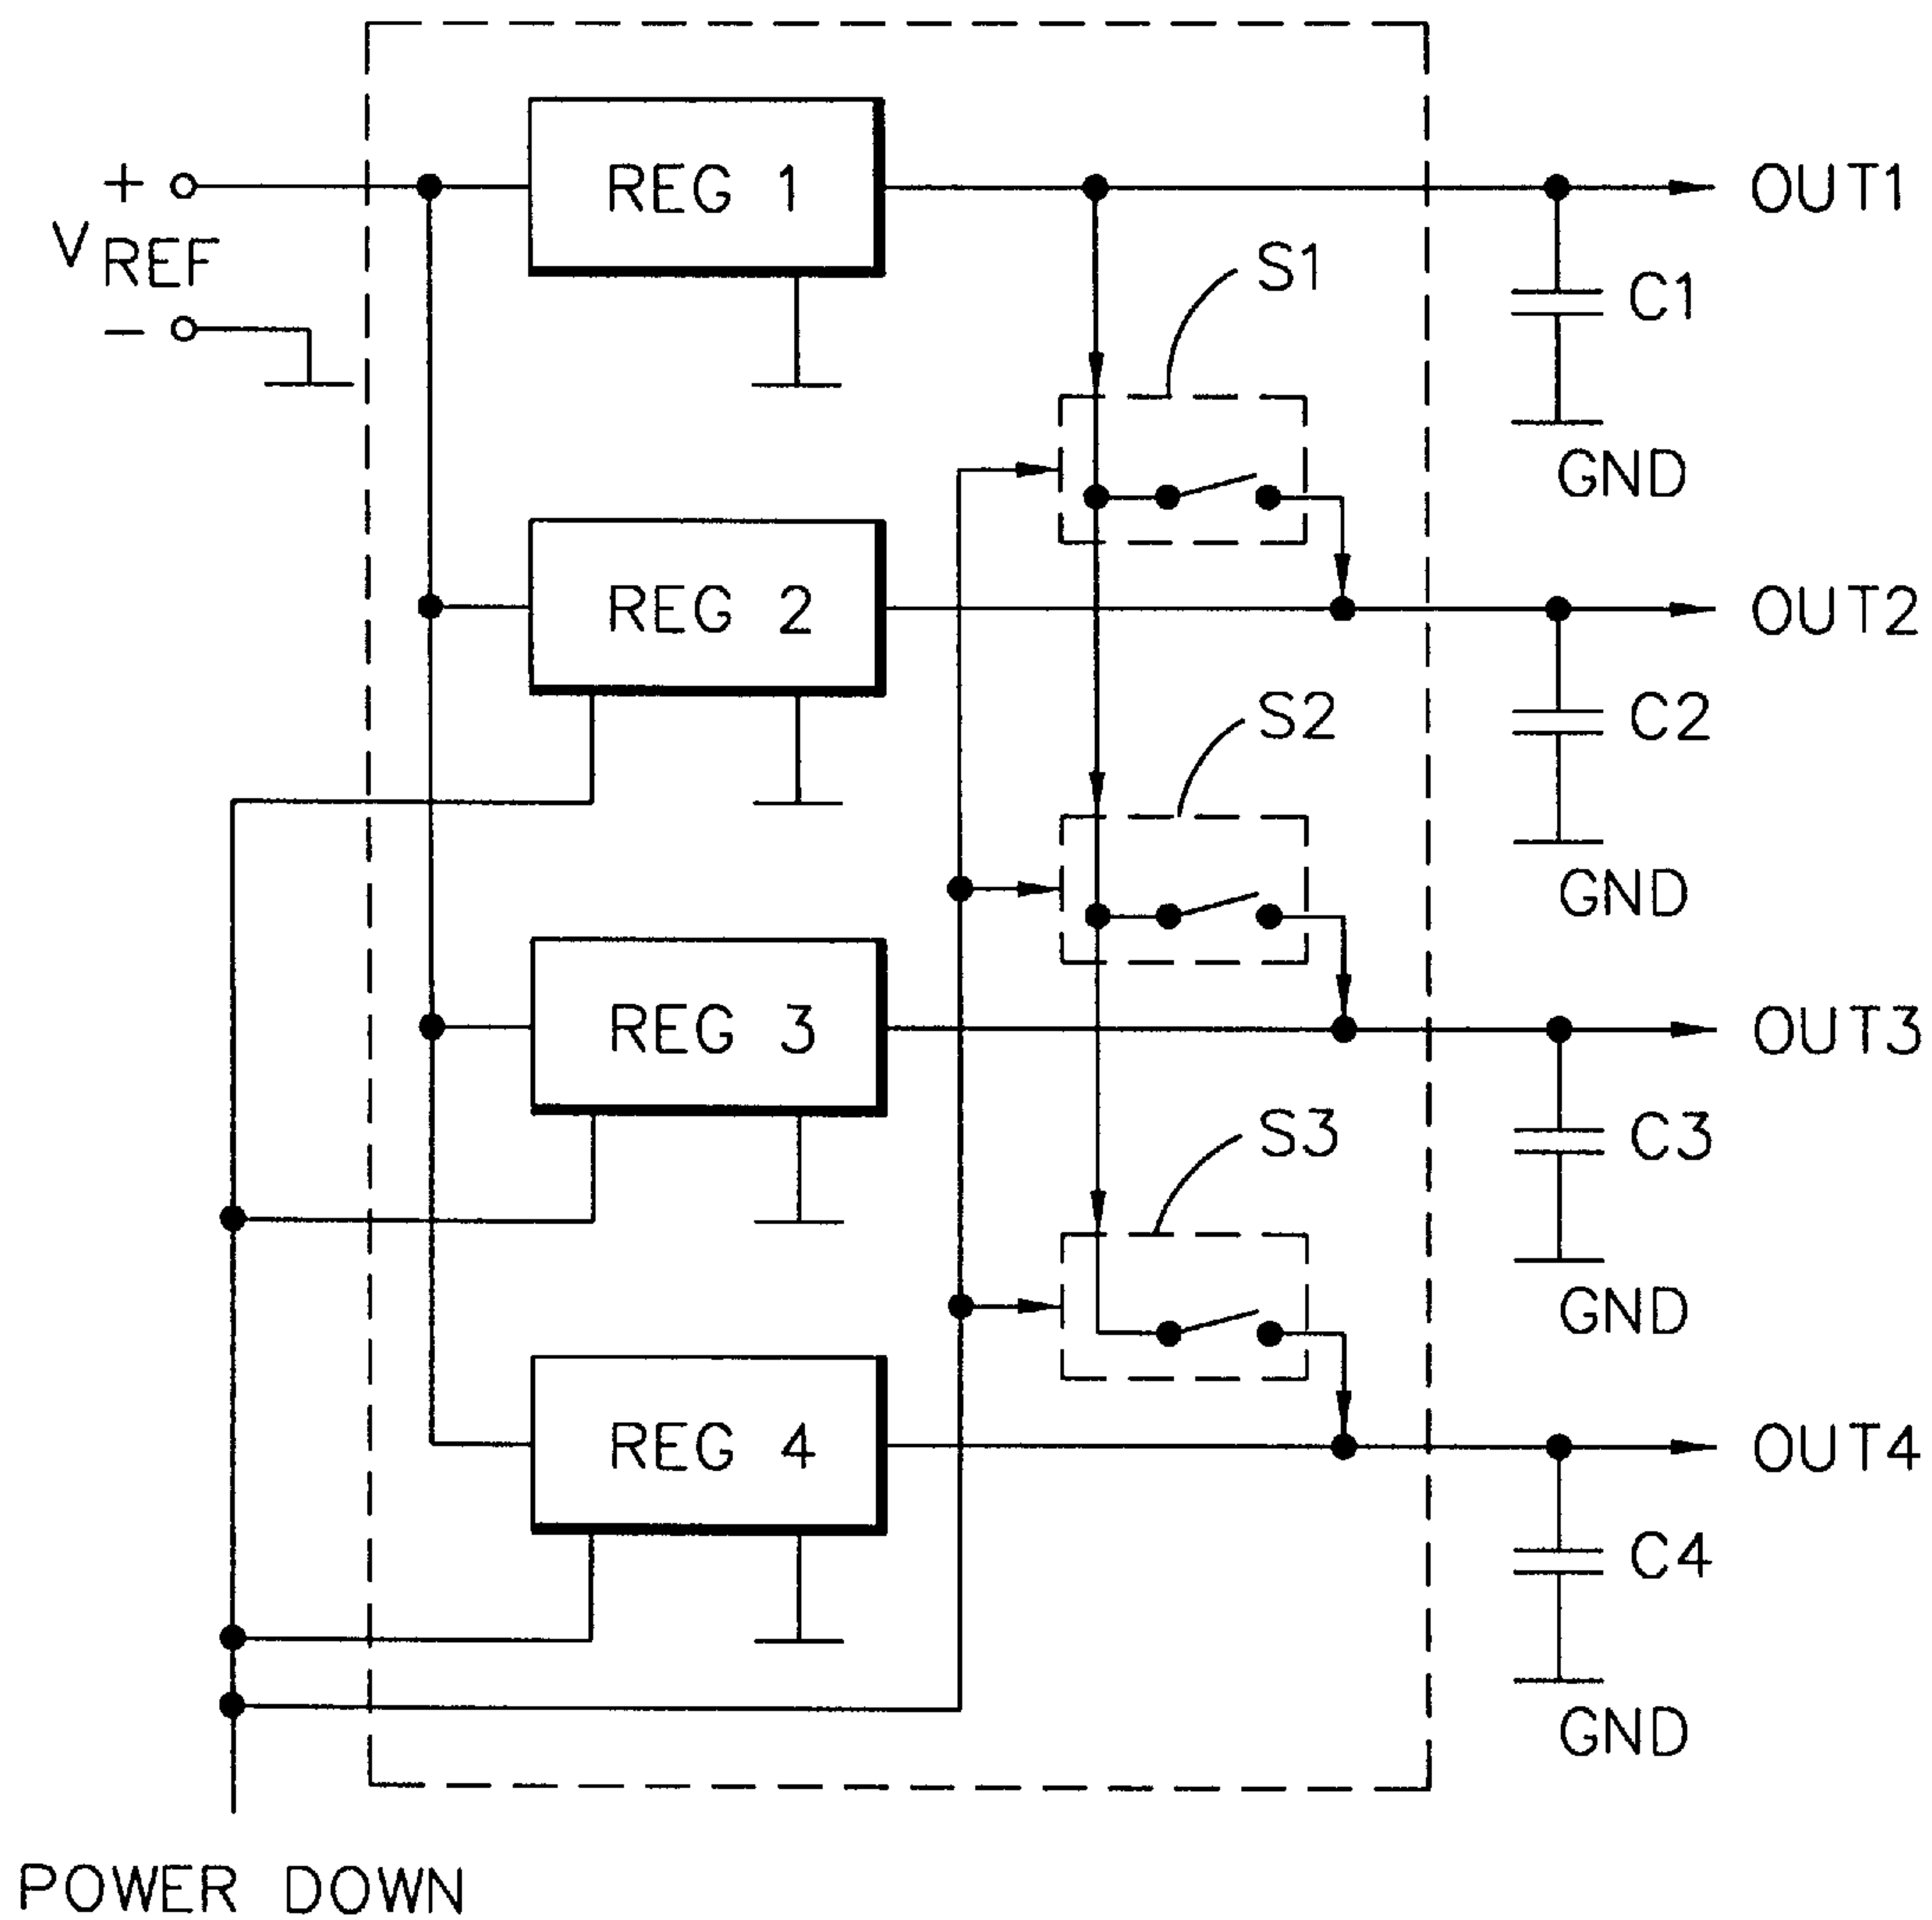 +
V REF
−
REG 1
OUT1
S1
C1
GND
REG 2
OUT2
S2
C2
GND
REG 3
OUT3
S3
C3
GND
REG 4
OUT4
C4
GND
POWER DOWN